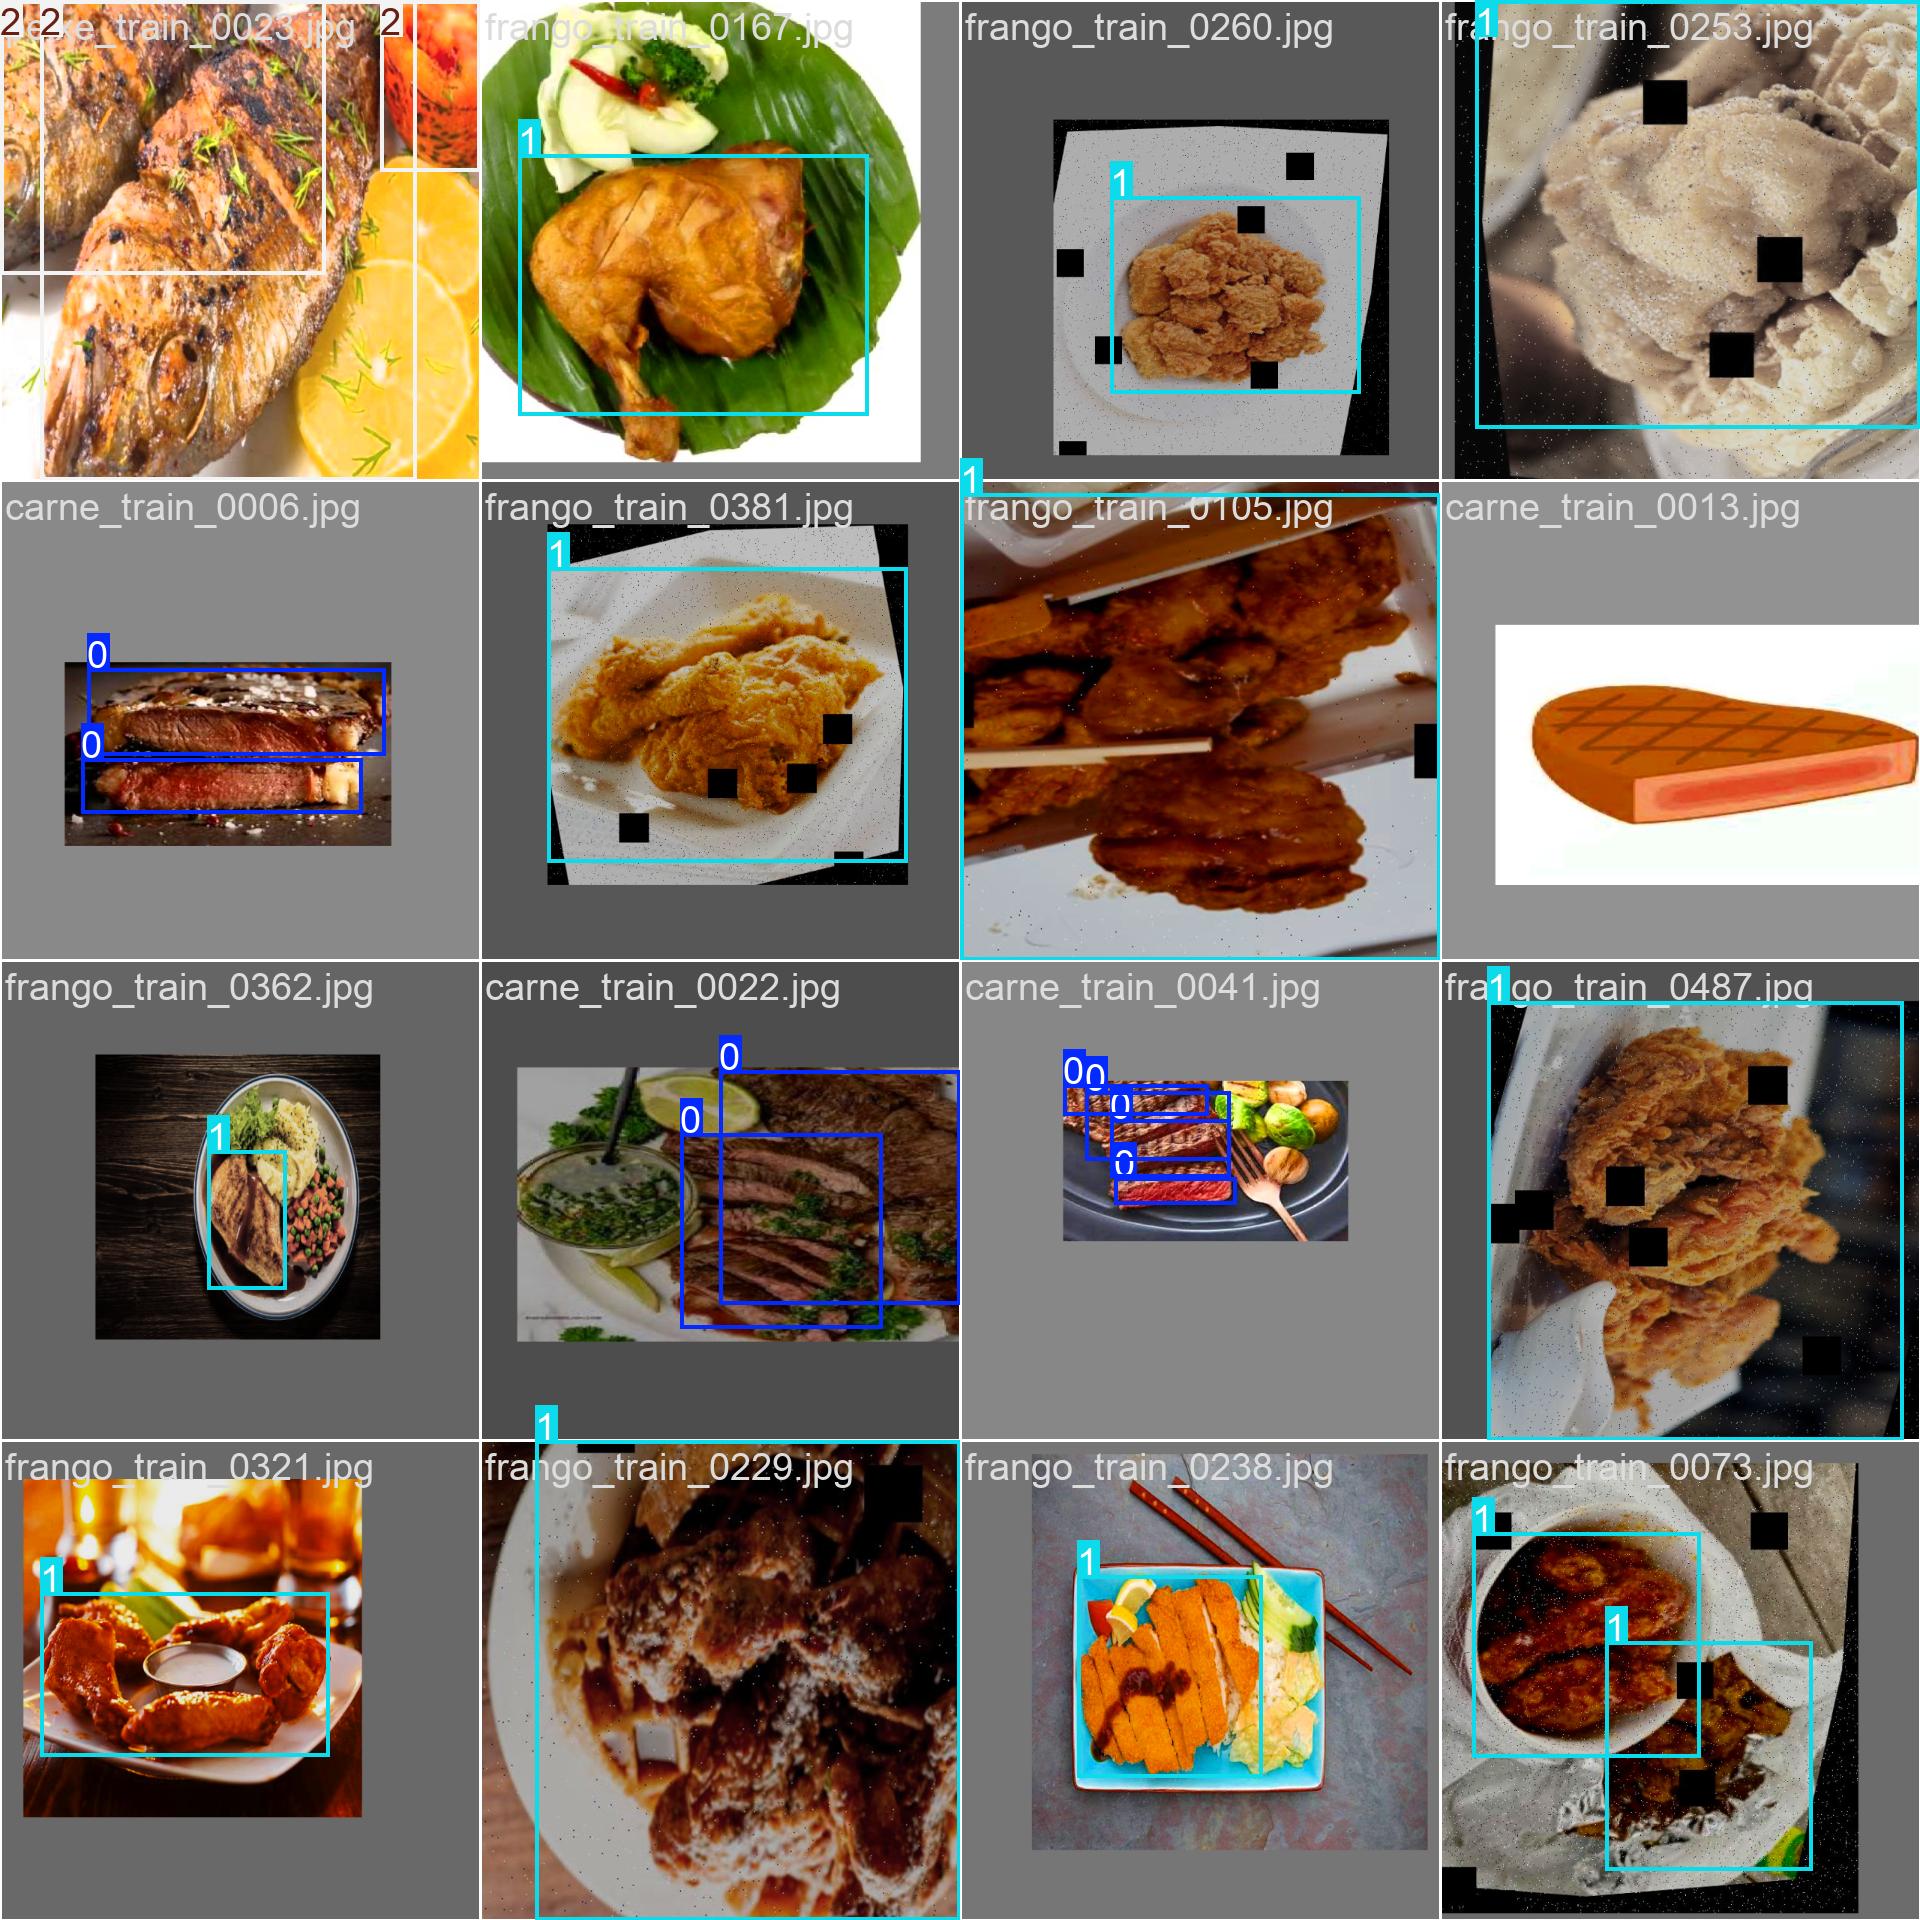 2 2 peixe_train_0023.jpg 2
frango_train_0167.jpg
frango_train_0260.jpg
frango_train_0253.jpg
1
1
1
1
carne_train_0006.jpg
frango_train_0381.jpg
frango_train_0105.jpg
carne_train_0013.jpg
1
1
0
0
frango_train_0362.jpg
carne_train_0022.jpg
carne_train_0041.jpg
frango_train_0487.jpg
1
1
0
0
0
0
0
0
frango_train_0321.jpg
frango_train_0229.jpg
frango_train_0238.jpg
frango_train_0073.jpg
1
1
1
1
1